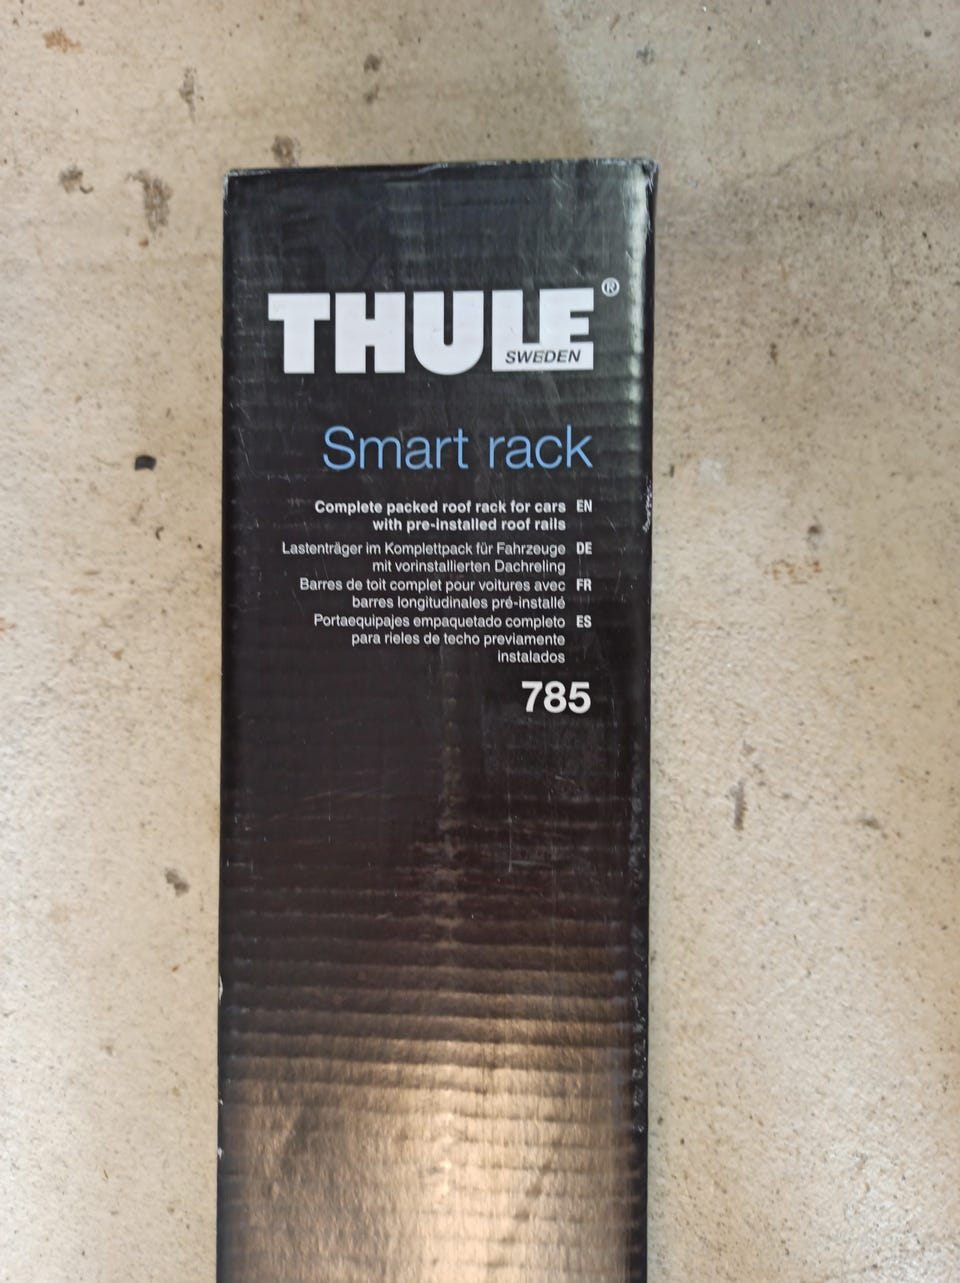 THULE®
SWEDEN
Smart rack
Complete packed roof rack for cars EN
with pre-installed roof rails
Lastenträger im Komplettpack für Fahrzeuge DE
mit vorinstallierten Dachreling
Barres de toit complet pour voitures avec FR
barres longitudinales pré-installé
Portaequipajes empaquetado completo ES
para rieles de techo previamente
instalados
785